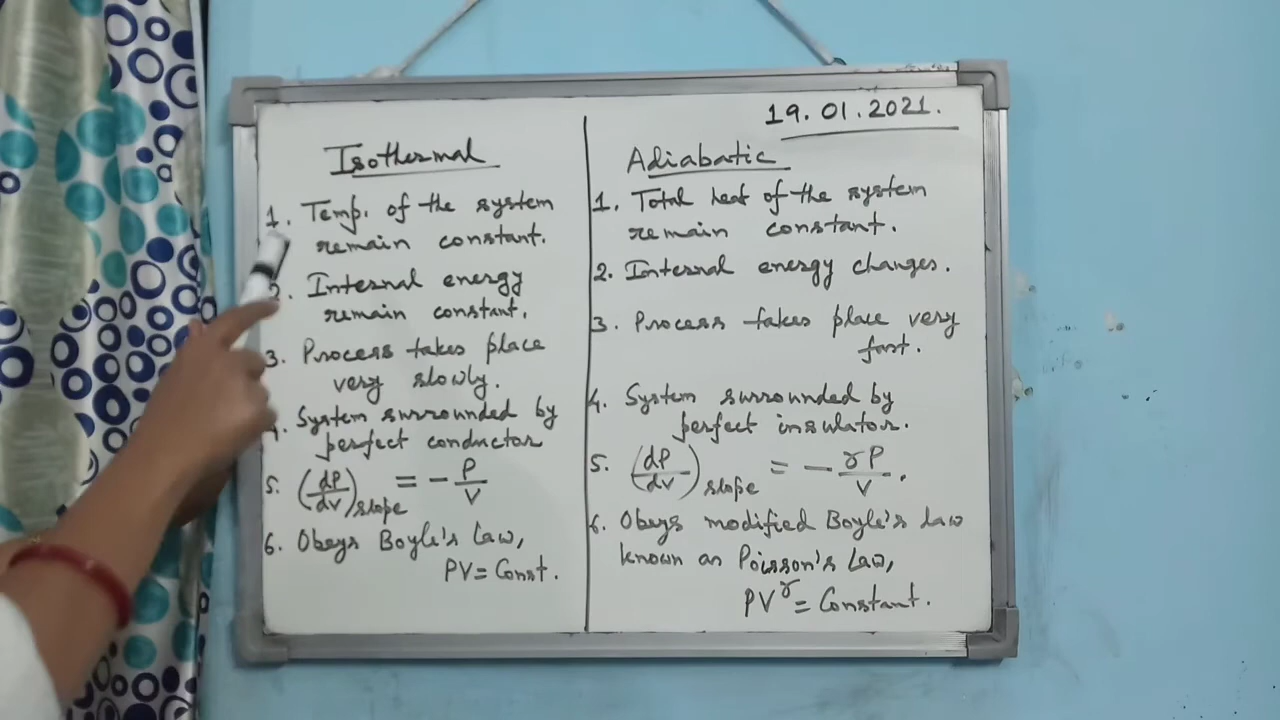 19.01.2021.
Isothermal
1. Temp. of the system
remain constant.
2. Internal energy
remain constant.
3. Process takes place
very slowly.
4. System surrounded by
perfect conductor
5. (dP/dV)slope = - P/V
6. Obeys Boyle's Law,
PV = Const.
Adiabatic
1. Total heat of the system
remain constant.
2. Internal energy changes.
3. Process takes place very
fast.
4. System surrounded by
perfect insulator.
5. (dP/dV)slope = - γP/V.
6. Obeys modified Boyle's Law
known as Poisson's Law,
PV^γ = Constant.